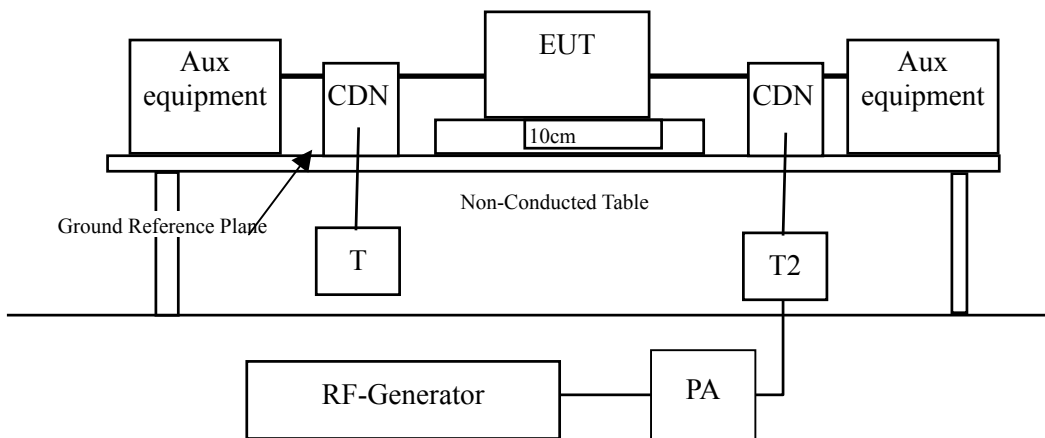 Aux
equipment
CDN
EUT
CDN
Aux
equipment
10cm
Ground Reference Plane
Non-Conducted Table
T
T2
RF-Generator
PA